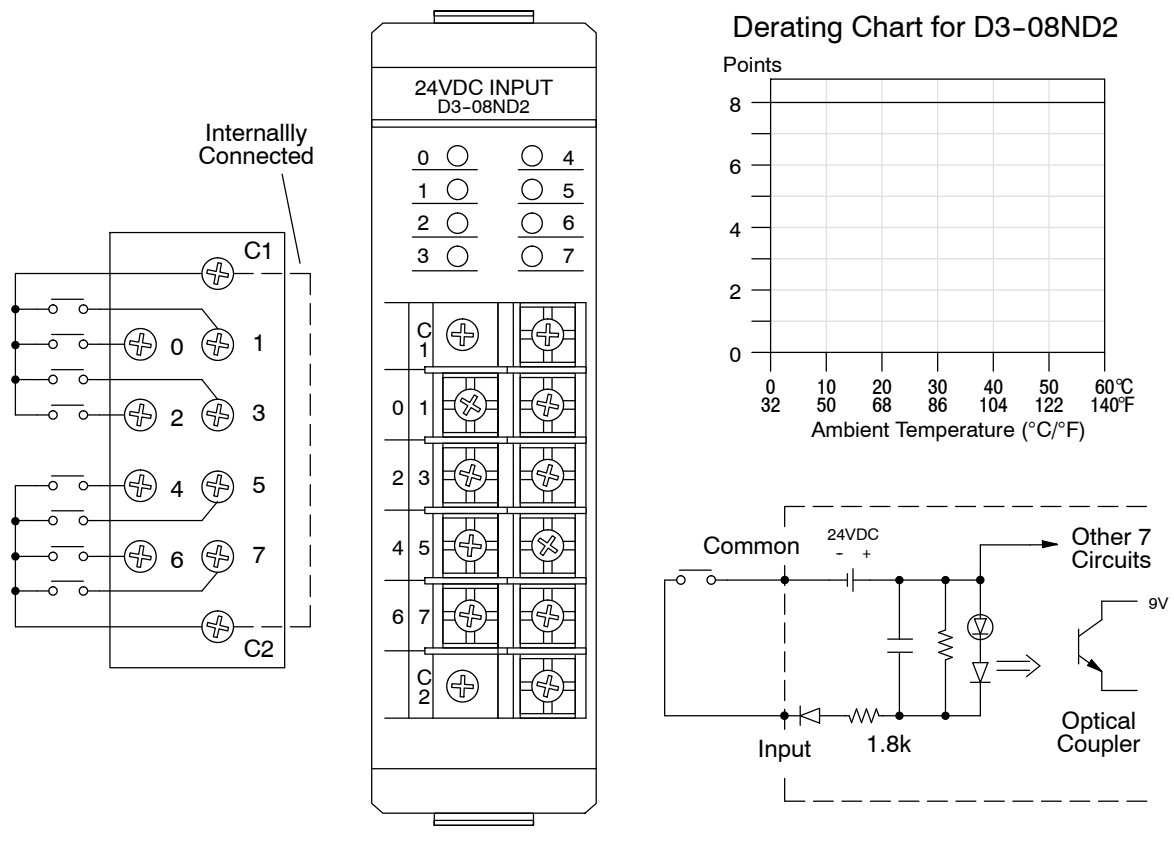 Internallly
Connected
C1
0 1
2 3
4 5
6 7
C2
24VDC INPUT
D3-08ND2
0 4
1 5
2 6
3 7
C
1
0 1
2 3
4 5
6 7
C
2
Derating Chart for D3-08ND2
Points
8
6
4
2
0
0 10 20 30 40 50 60°C
32 50 68 86 104 122 140°F
Ambient Temperature (°C/°F)
Common
24VDC
- +
Other 7
Circuits
9V
Input
1.8k
Optical
Coupler